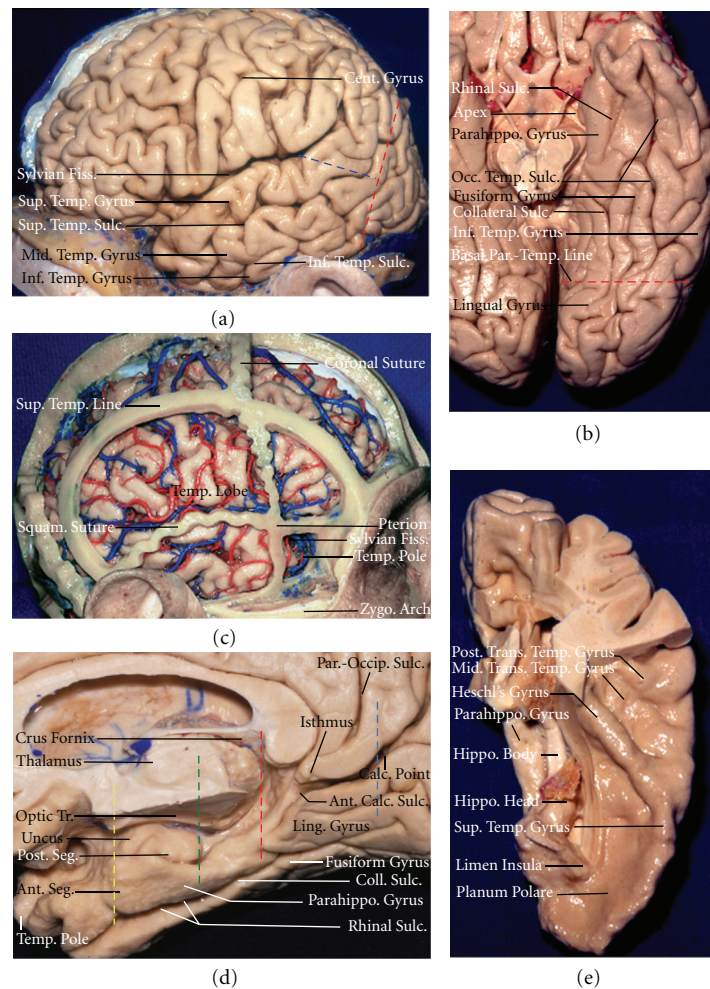 Cent. Gyrus
Sylvian Fiss.
Sup. Temp. Gyrus
Sup. Temp. Sulc.
Mid. Temp. Gyrus
Inf. Temp. Sulc.
Inf. Temp. Gyrus
(a)
Rhinal Sulc.
Apex
Parahippo. Gyrus
Occ. Temp. Sulc.
Fusiform Gyrus
Collateral Sulc.
Inf. Temp. Gyrus
Basal Par.-Temp. Line
Lingual Gyrus
(b)
Coronal Suture
Sup. Temp. Line
Temp. Lobe
Squam. Suture
Pterion
Sylvian Fiss.
Temp. Pole
Zygo. Arch
(c)
Par.-Occip. Sulc.
Isthmus
Crus Fornix
Thalamus
Calc. Point
Ant. Calc. Sulc.
Optic Tr.
Ling. Gyrus
Uncus
Post. Seg.
Fusiform Gyrus
Coll. Sulc.
Ant. Seg.
Parahippo. Gyrus
Rhinal Sulc.
Temp. Pole
(d)
Post. Trans. Temp. Gyrus
Mid. Trans. Temp. Gyrus
Heschl's Gyrus
Parahippo. Gyrus
Hippo. Body
Hippo. Head
Sup. Temp. Gyrus
Limen Insula
Planum Polare
(e)